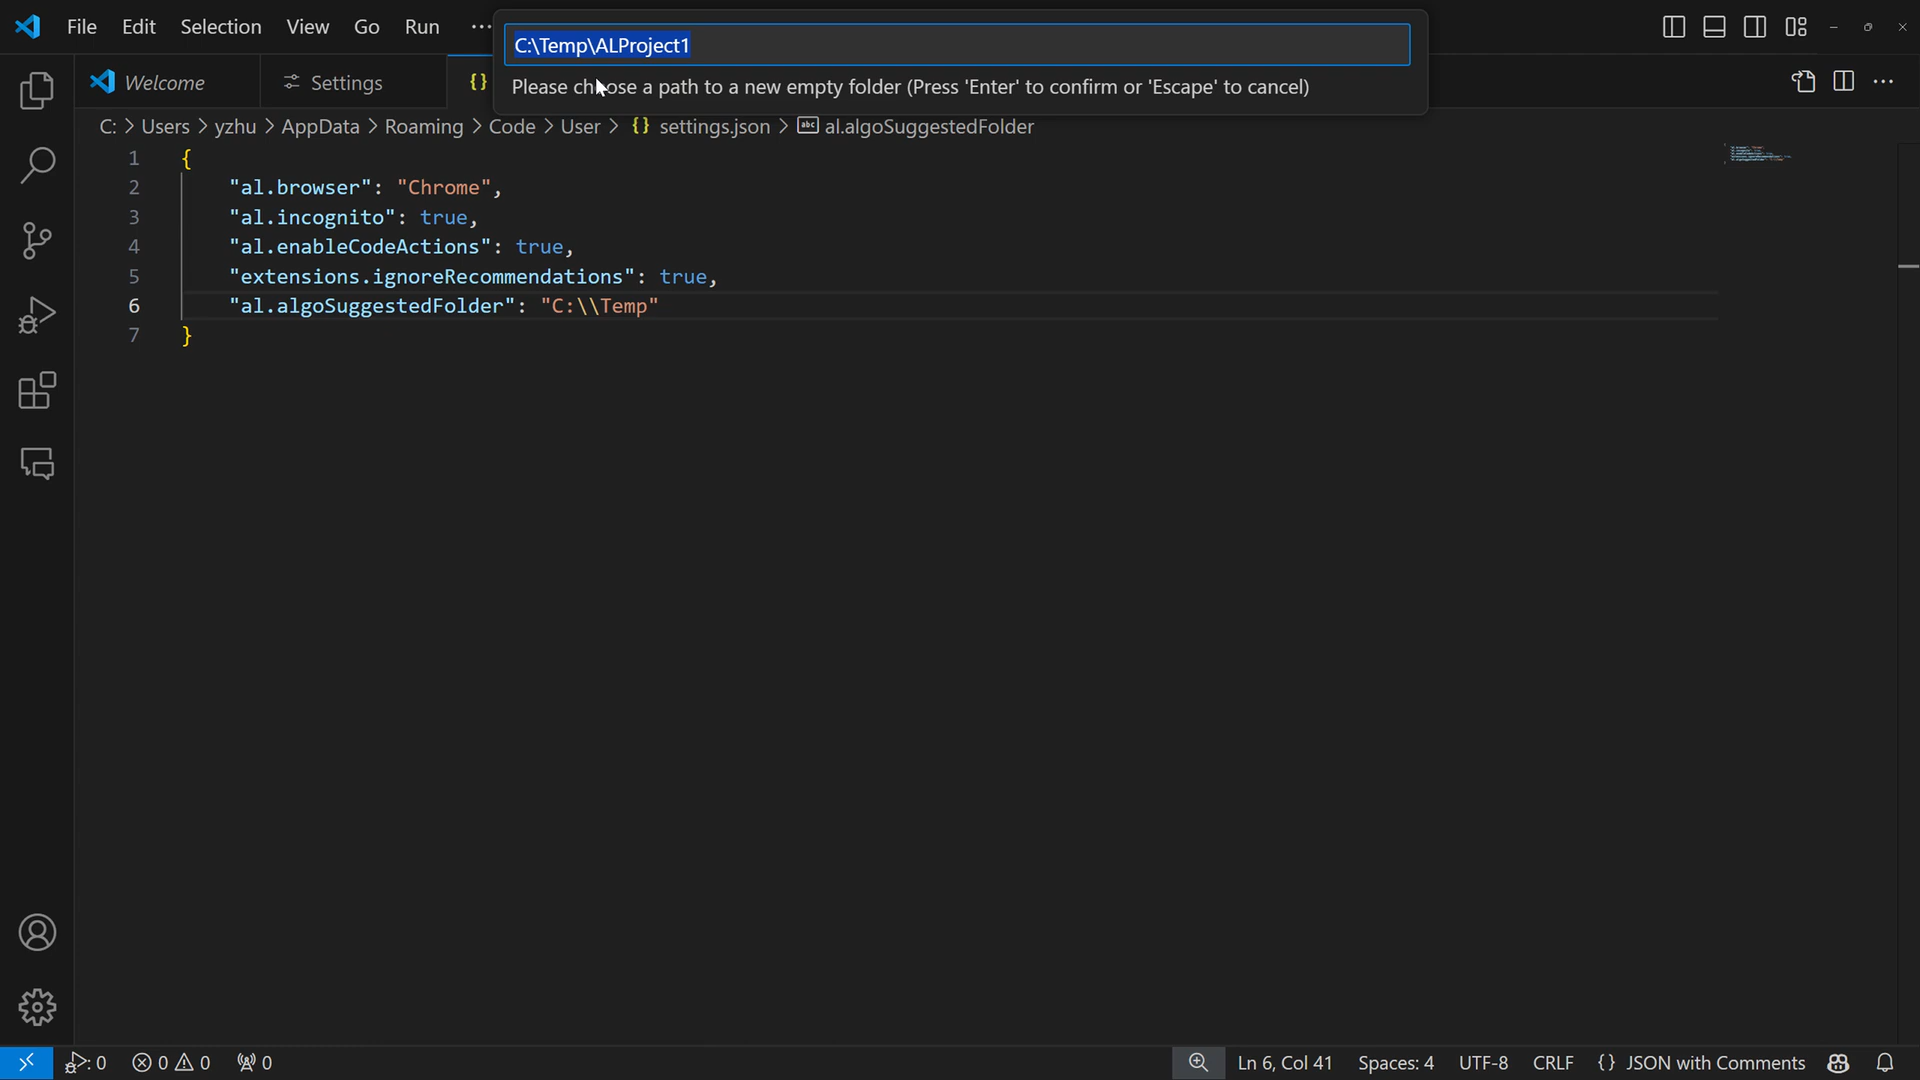 File Edit Selection View Go Run ...
C:\Temp\ALProject1
Please choose a path to a new empty folder (Press 'Enter' to confirm or 'Escape' to cancel)
Welcome Settings {}
C: > Users > yzhu > AppData > Roaming > Code > User > {} settings.json > abc al.algoSuggestedFolder
1 {
2 "al.browser": "Chrome",
3 "al.incognito": true,
4 "al.enableCodeActions": true,
5 "extensions.ignoreRecommendations": true,
6 "al.algoSuggestedFolder": "C:\\Temp"
7 }
: 0 0 0 0 Ln 6, Col 41 Spaces: 4 UTF-8 CRLF {} JSON with Comments